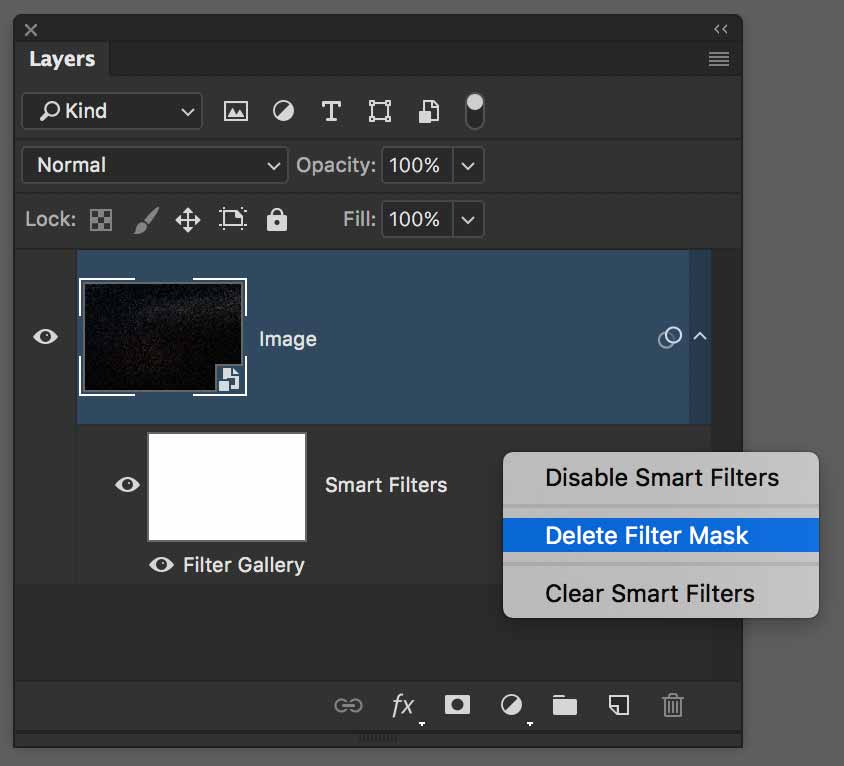 Layers
Kind
Normal Opacity: 100%
Lock: Fill: 100%
Image
Smart Filters
Filter Gallery
Disable Smart Filters
Delete Filter Mask
Clear Smart Filters
fx